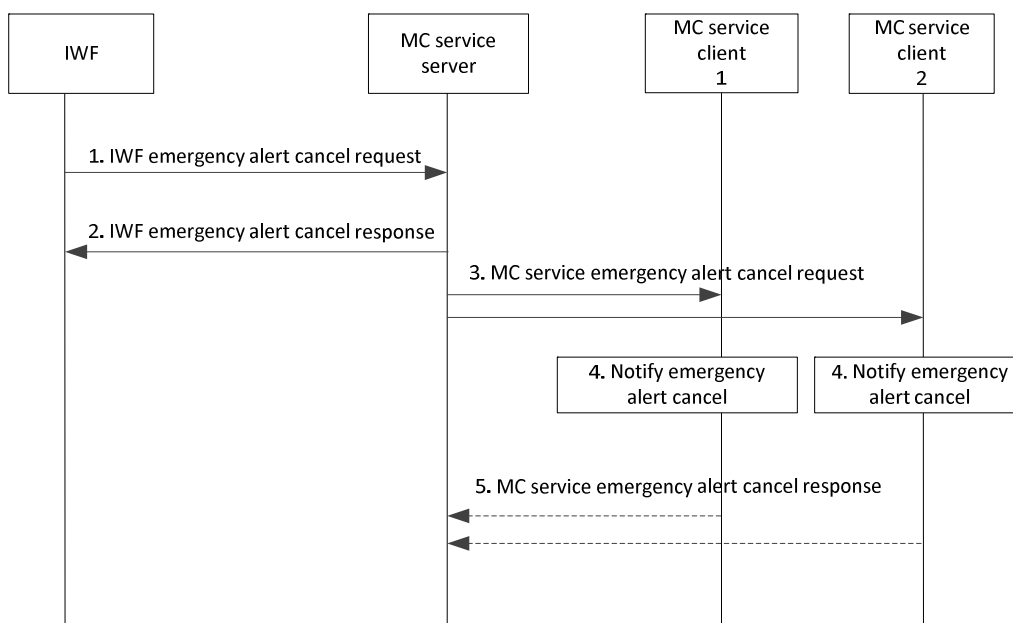 IWF
MC service
server
MC service
client
1
MC service
client
2
1. IWF emergency alert cancel request
2. IWF emergency alert cancel response
3. MC service emergency alert cancel request
4. Notify emergency
alert cancel
4. Notify emergency
alert cancel
5. MC service emergency alert cancel response